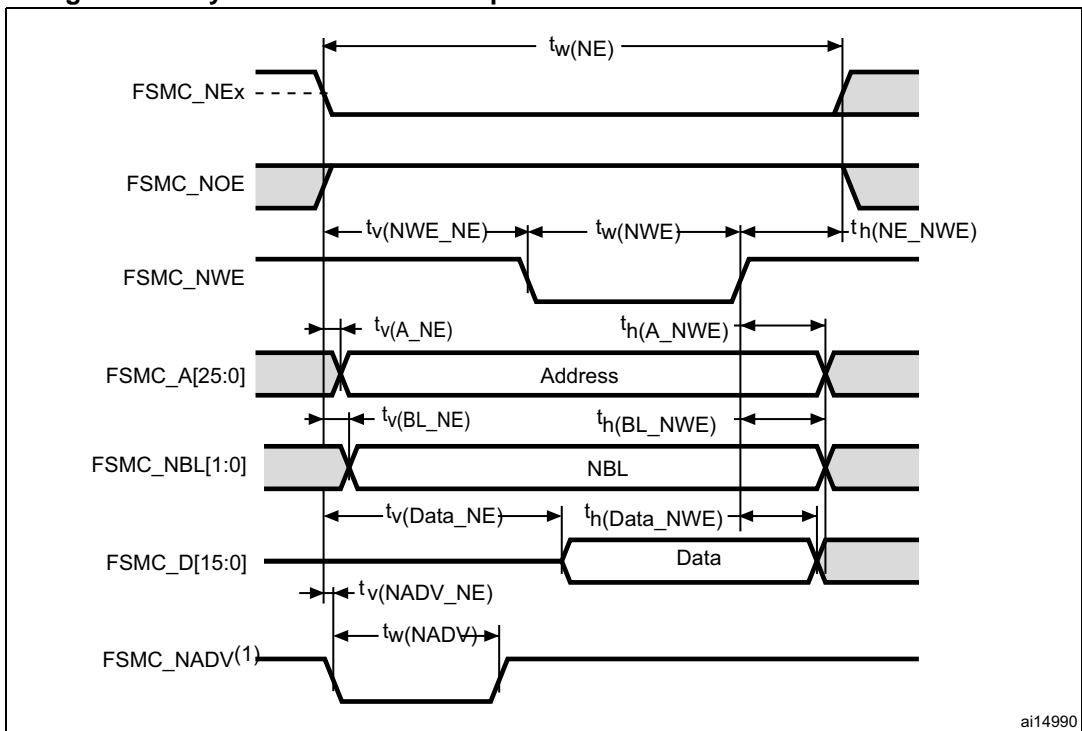 tw(NE)
FSMC_NEx
FSMC_NOE
tv(NWE_NE) tw(NWE) th(NE_NWE)
FSMC_NWE
tv(A_NE) th(A_NWE)
FSMC_A[25:0] Address
tv(BL_NE) th(BL_NWE)
FSMC_NBL[1:0] NBL
tv(Data_NE) th(Data_NWE)
FSMC_D[15:0] Data
tv(NADV_NE)
tw(NADV)
FSMC_NADV(1)
ai14990